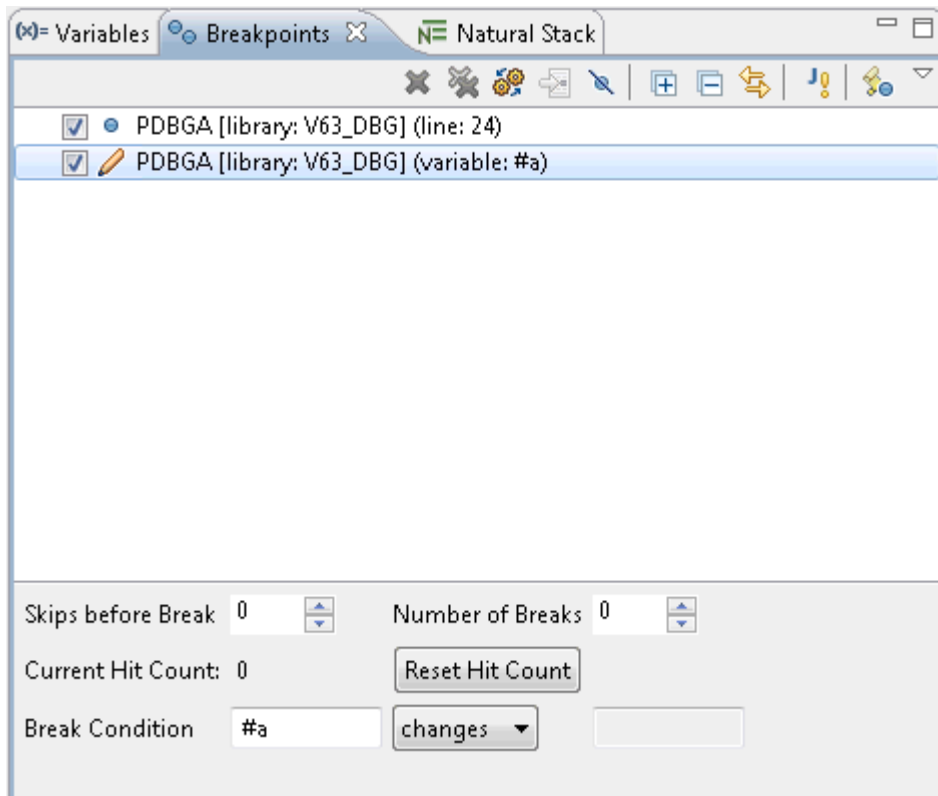 (x)= Variables Breakpoints Natural Stack
PDBGA [library: V63_DBG] (line: 24)
PDBGA [library: V63_DBG] (variable: #a)
Skips before Break 0 Number of Breaks 0
Current Hit Count: 0 Reset Hit Count
Break Condition #a changes